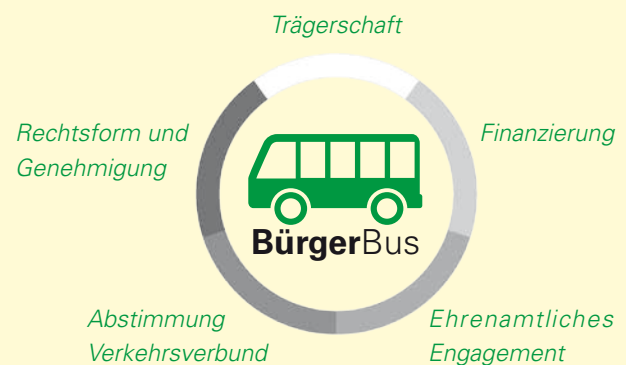 Trägerschaft
Rechtsform und
Genehmigung
Finanzierung
BürgerBus
Abstimmung
Verkehrsverbund
Ehrenamtliches
Engagement